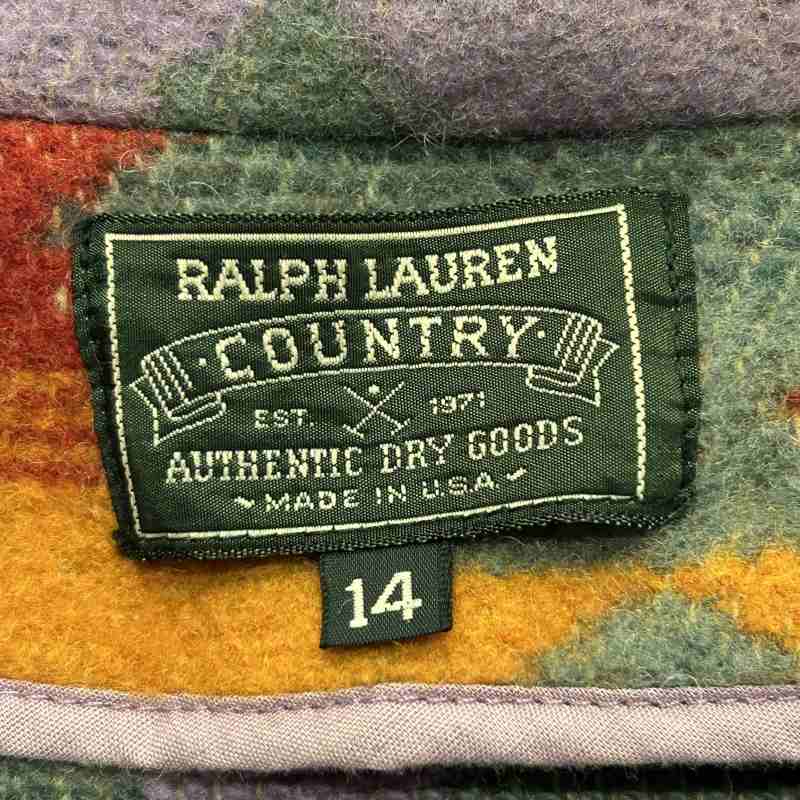 RALPH LAUREN
·COUNTRY·
EST. 1971
AUTHENTIC DRY GOODS
~MADE IN U.S.A~
14